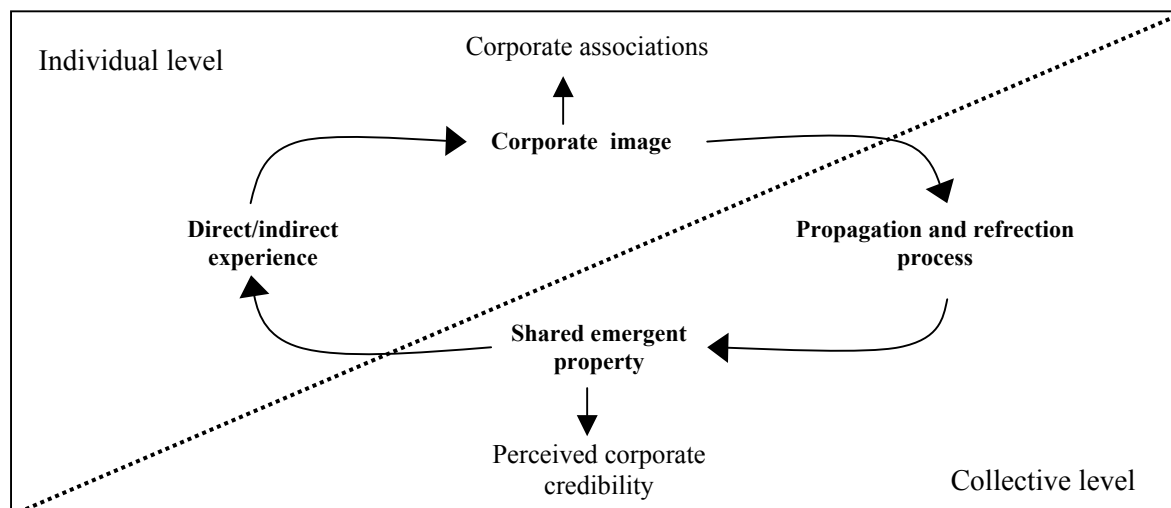 Corporate associations
Individual level
Corporate image
Direct/indirect
experience
Propagation and refrection
process
Shared emergent
property
Perceived corporate
credibility
Collective level